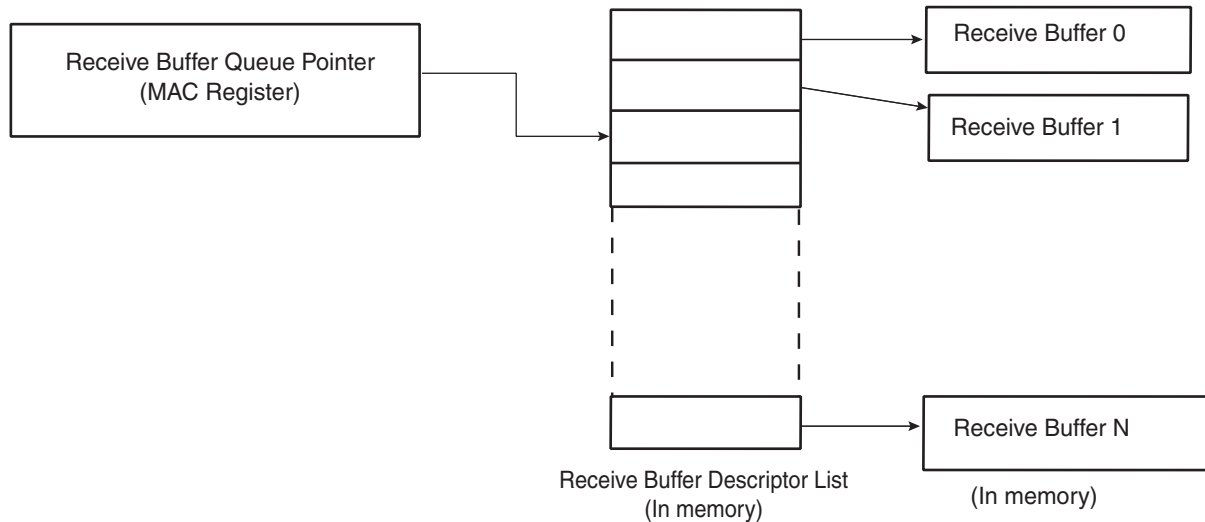 Receive Buffer Queue Pointer
(MAC Register)
Receive Buffer 0
Receive Buffer 1
Receive Buffer N
Receive Buffer Descriptor List
(In memory)
(In memory)